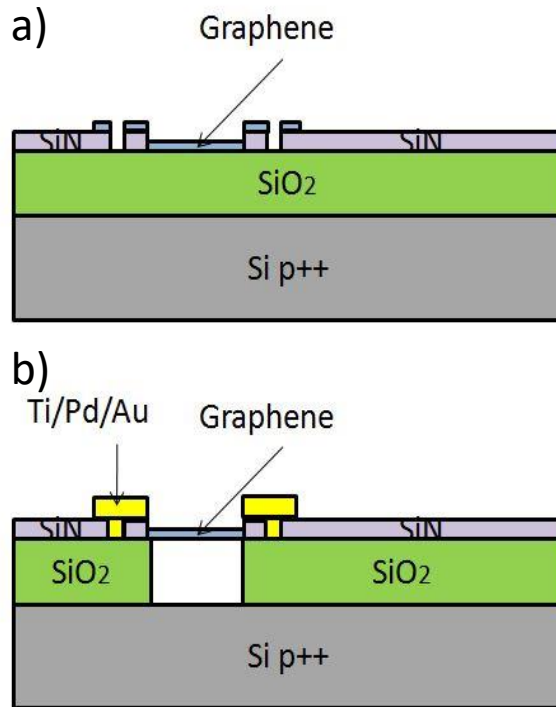 a)
Graphene
SiN SiN
SiO2
Si p++
b)
Ti/Pd/Au Graphene
SiN SiN
SiO2 SiO2
Si p++